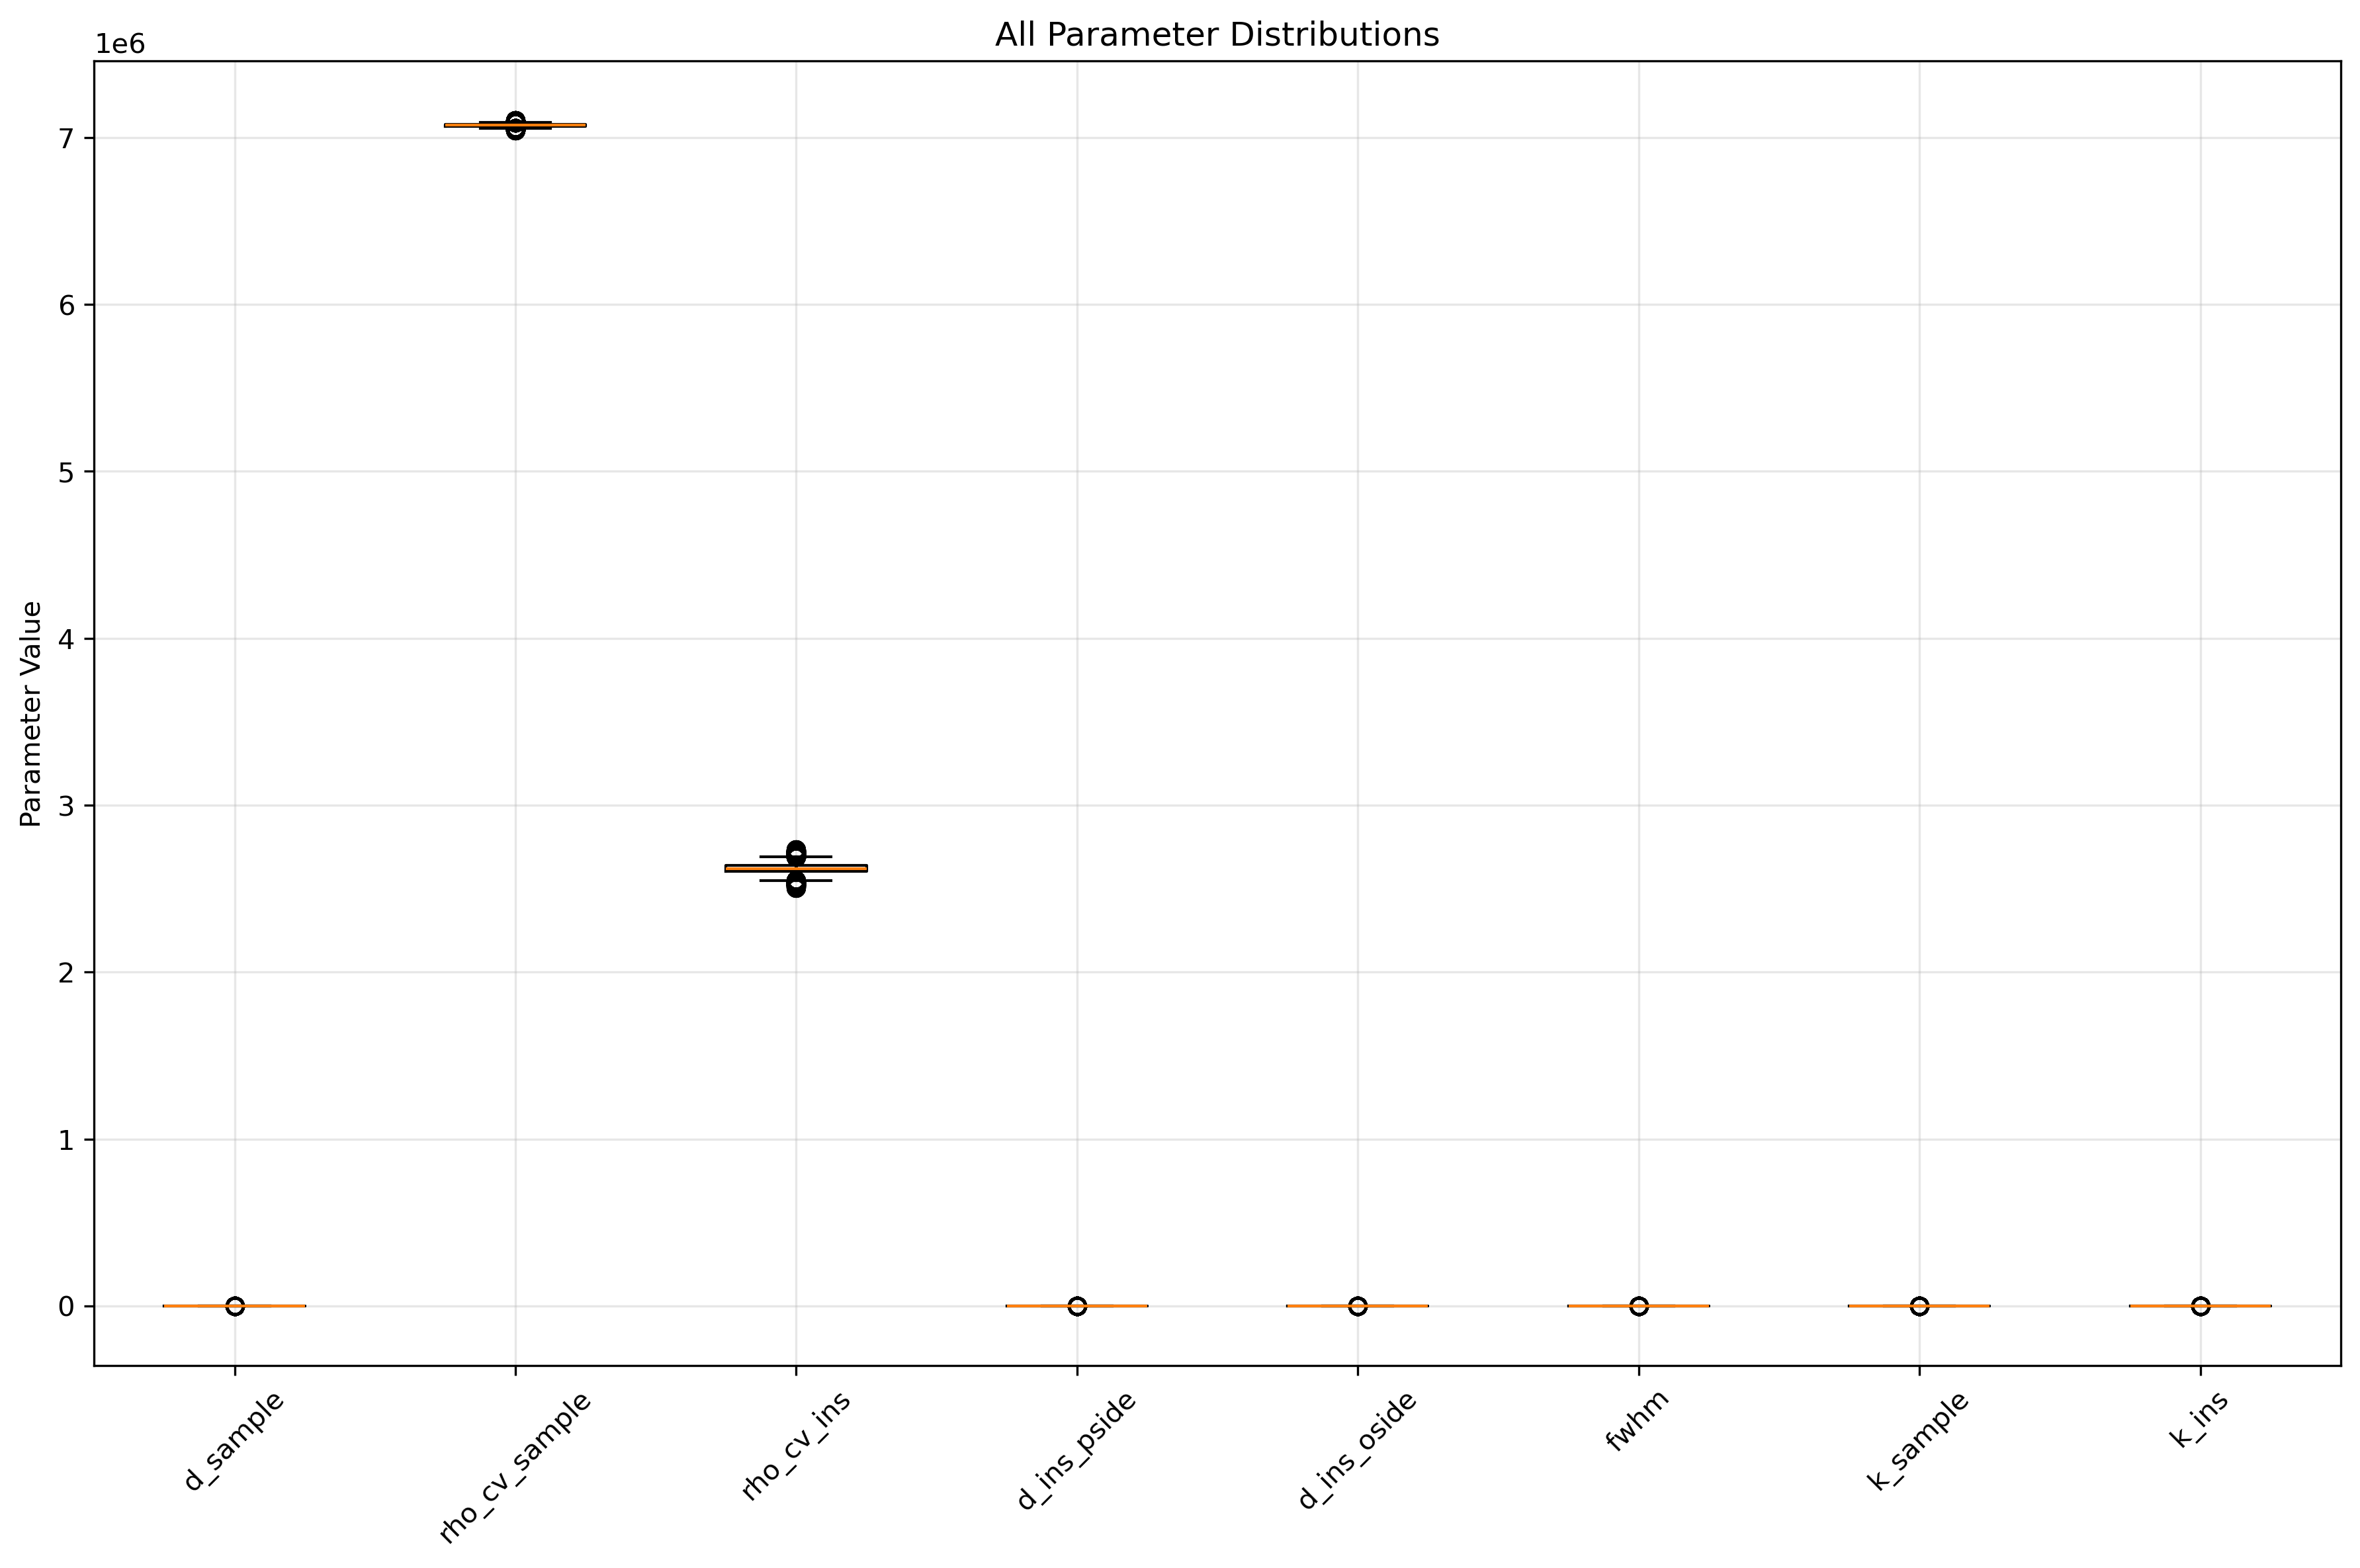 All Parameter Distributions
1e6
7
6
5
4
3
2
1
0
Parameter Value
d_sample
rho_cv_sample
rho_cv_ins
d_ins_pside
d_ins_oside
fwhm
k_sample
k_ins